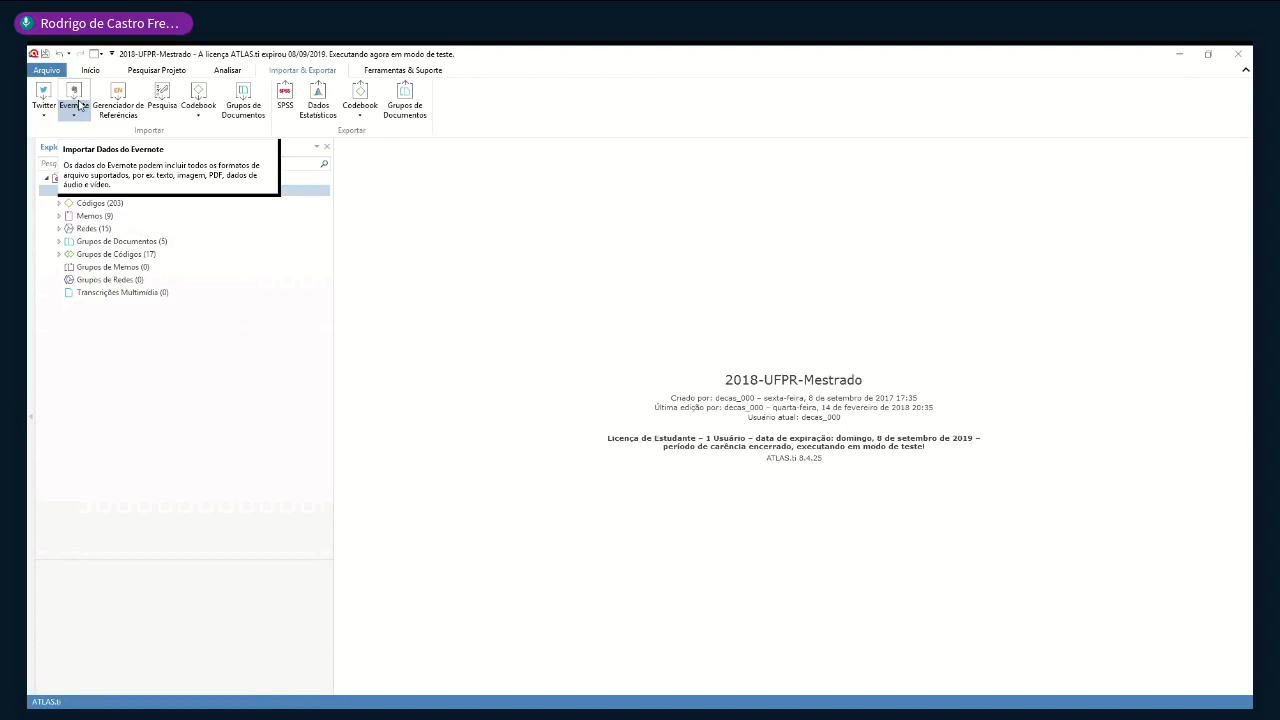 Rodrigo de Castro Fre...
2018-UFPR-Mestrado - A licença ATLAS.ti expirou 08/09/2019. Executando agora em modo de teste.
Arquivo Início Pesquisar Projeto Analisar Importar & Exportar Ferramentas & Suporte
Twitter Evernote Gerenciador de Referências Pesquisa Codebook Grupos de Documentos SPSS Dados Estatísticos Codebook Grupos de Documentos
Importar Exportar
Importar Dados do Evernote
Os dados do Evernote podem incluir todos os formatos de
arquivo suportados, por ex. texto, imagem, PDF, dados de
áudio e vídeo.
Códigos (203)
Memos (9)
Redes (15)
Grupos de Documentos (5)
Grupos de Códigos (17)
Grupos de Memos (0)
Grupos de Redes (0)
Transcrições Multimídia (0)
2018-UFPR-Mestrado
Criado por: decas_000 – sexta-feira, 8 de setembro de 2017 17:35
Última edição por: decas_000 – quarta-feira, 14 de fevereiro de 2018 20:35
Usuário atual: decas_000
Licença de Estudante – 1 Usuário – data de expiração: domingo, 8 de setembro de 2019 –
período de carência encerrado, executando em modo de teste!
ATLAS.ti 8.4.25
ATLAS.ti